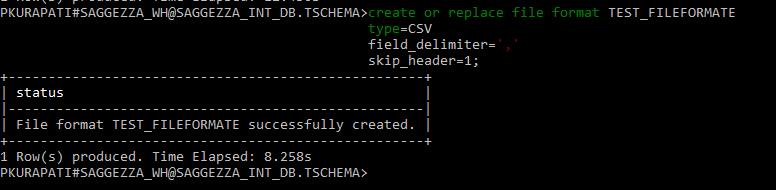 PKURAPATI#SAGGEZZA_WH@SAGGEZZA_INT_DB.TSCHEMA>create or replace file format TEST_FILEFORMATE
type=CSV
field_delimiter=','
skip_header=1;
+----------------------------------------------------+
| status                                             |
|----------------------------------------------------|
| File format TEST_FILEFORMATE successfully created. |
+----------------------------------------------------+
1 Row(s) produced. Time Elapsed: 8.258s
PKURAPATI#SAGGEZZA_WH@SAGGEZZA_INT_DB.TSCHEMA>